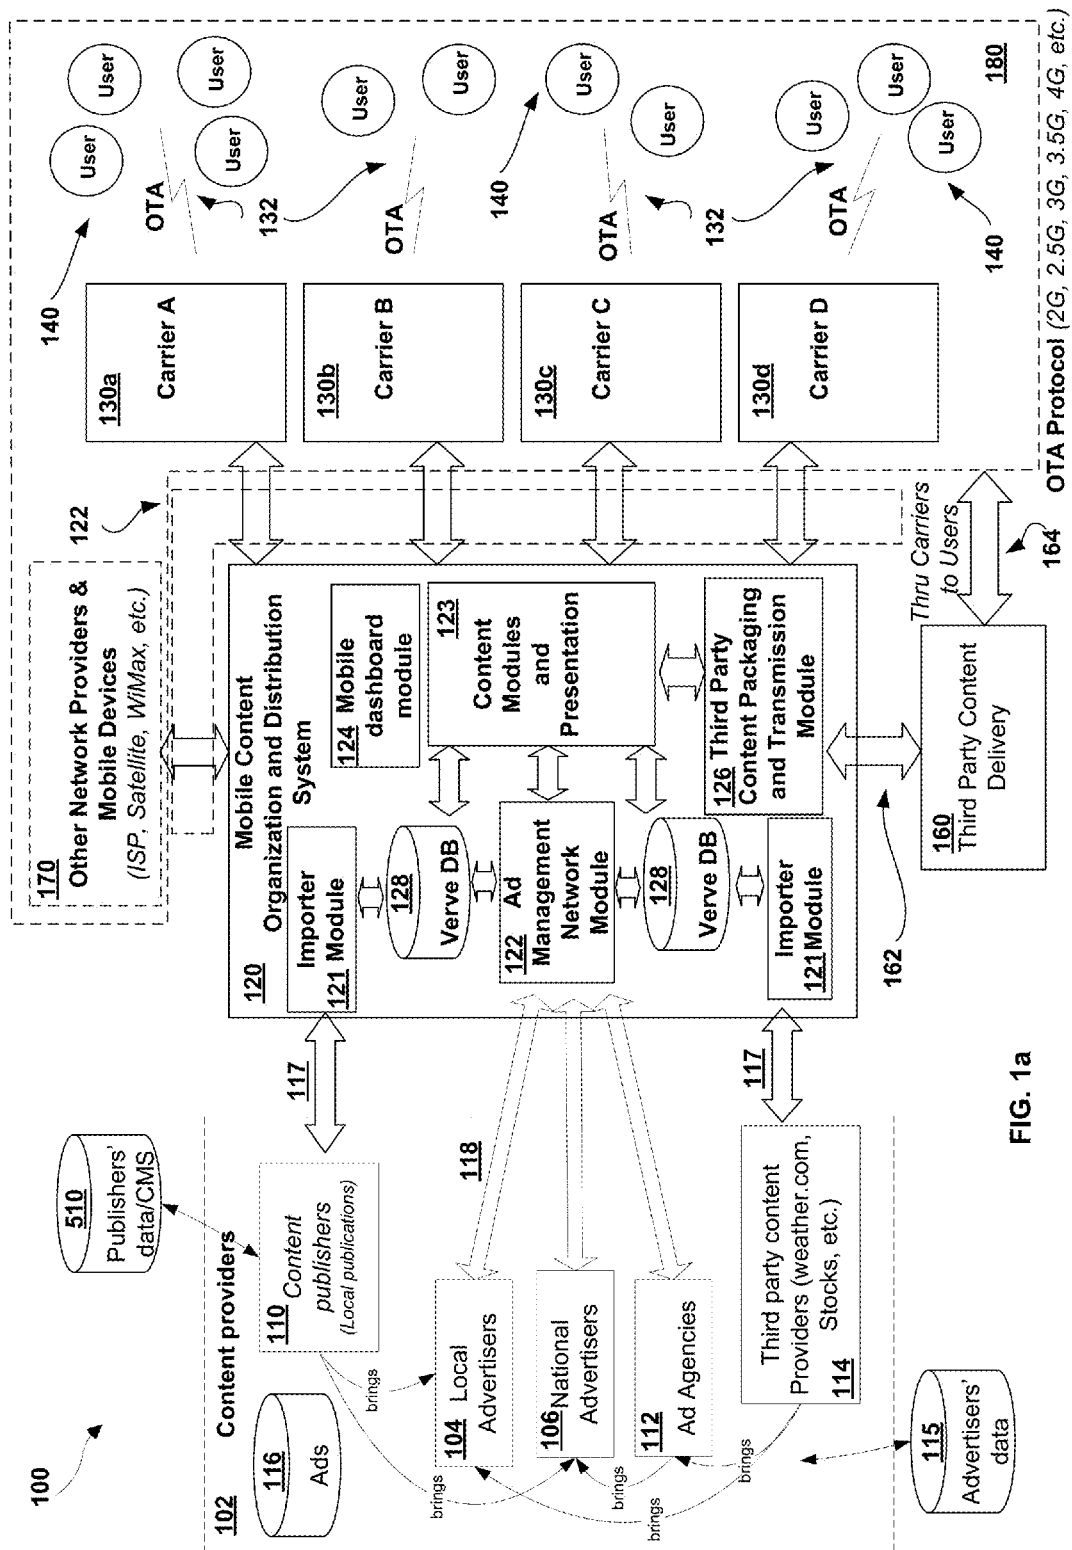 100
510
Publishers'
data/CMS
102
Content providers
116
Ads
110 Content
publishers
(Local publications)
brings
brings
brings
brings
brings
104 Local
Advertisers
106 National
Advertisers
112
Ad Agencies
Third party content
Providers (weather.com,
Stocks, etc.)
114
115
Advertisers'
data
117
118
117
120
Mobile Content
Organization and Distribution
System
Importer
121 Module
128
Verve DB
122 Ad
Management
Network
Module
128
Verve DB
Importer
121 Module
124 Mobile
dashboard
module
123
Content
Modules
and
Presentation
126 Third Party
Content Packaging
and Transmission
Module
162
160
Third Party Content
Delivery
164
Thru Carriers
to Users
170
Other Network Providers &
Mobile Devices
(ISP, Satellite, WiMax, etc.)
122
130a
Carrier A
130b
Carrier B
130c
Carrier C
130d
Carrier D
140
OTA
132
OTA
140
OTA
132
OTA
140
User
User
User
User
User
User
User
User
User
User
User
180
OTA Protocol (2G, 2.5G, 3G, 3.5G, 4G, etc.)
FIG. 1a